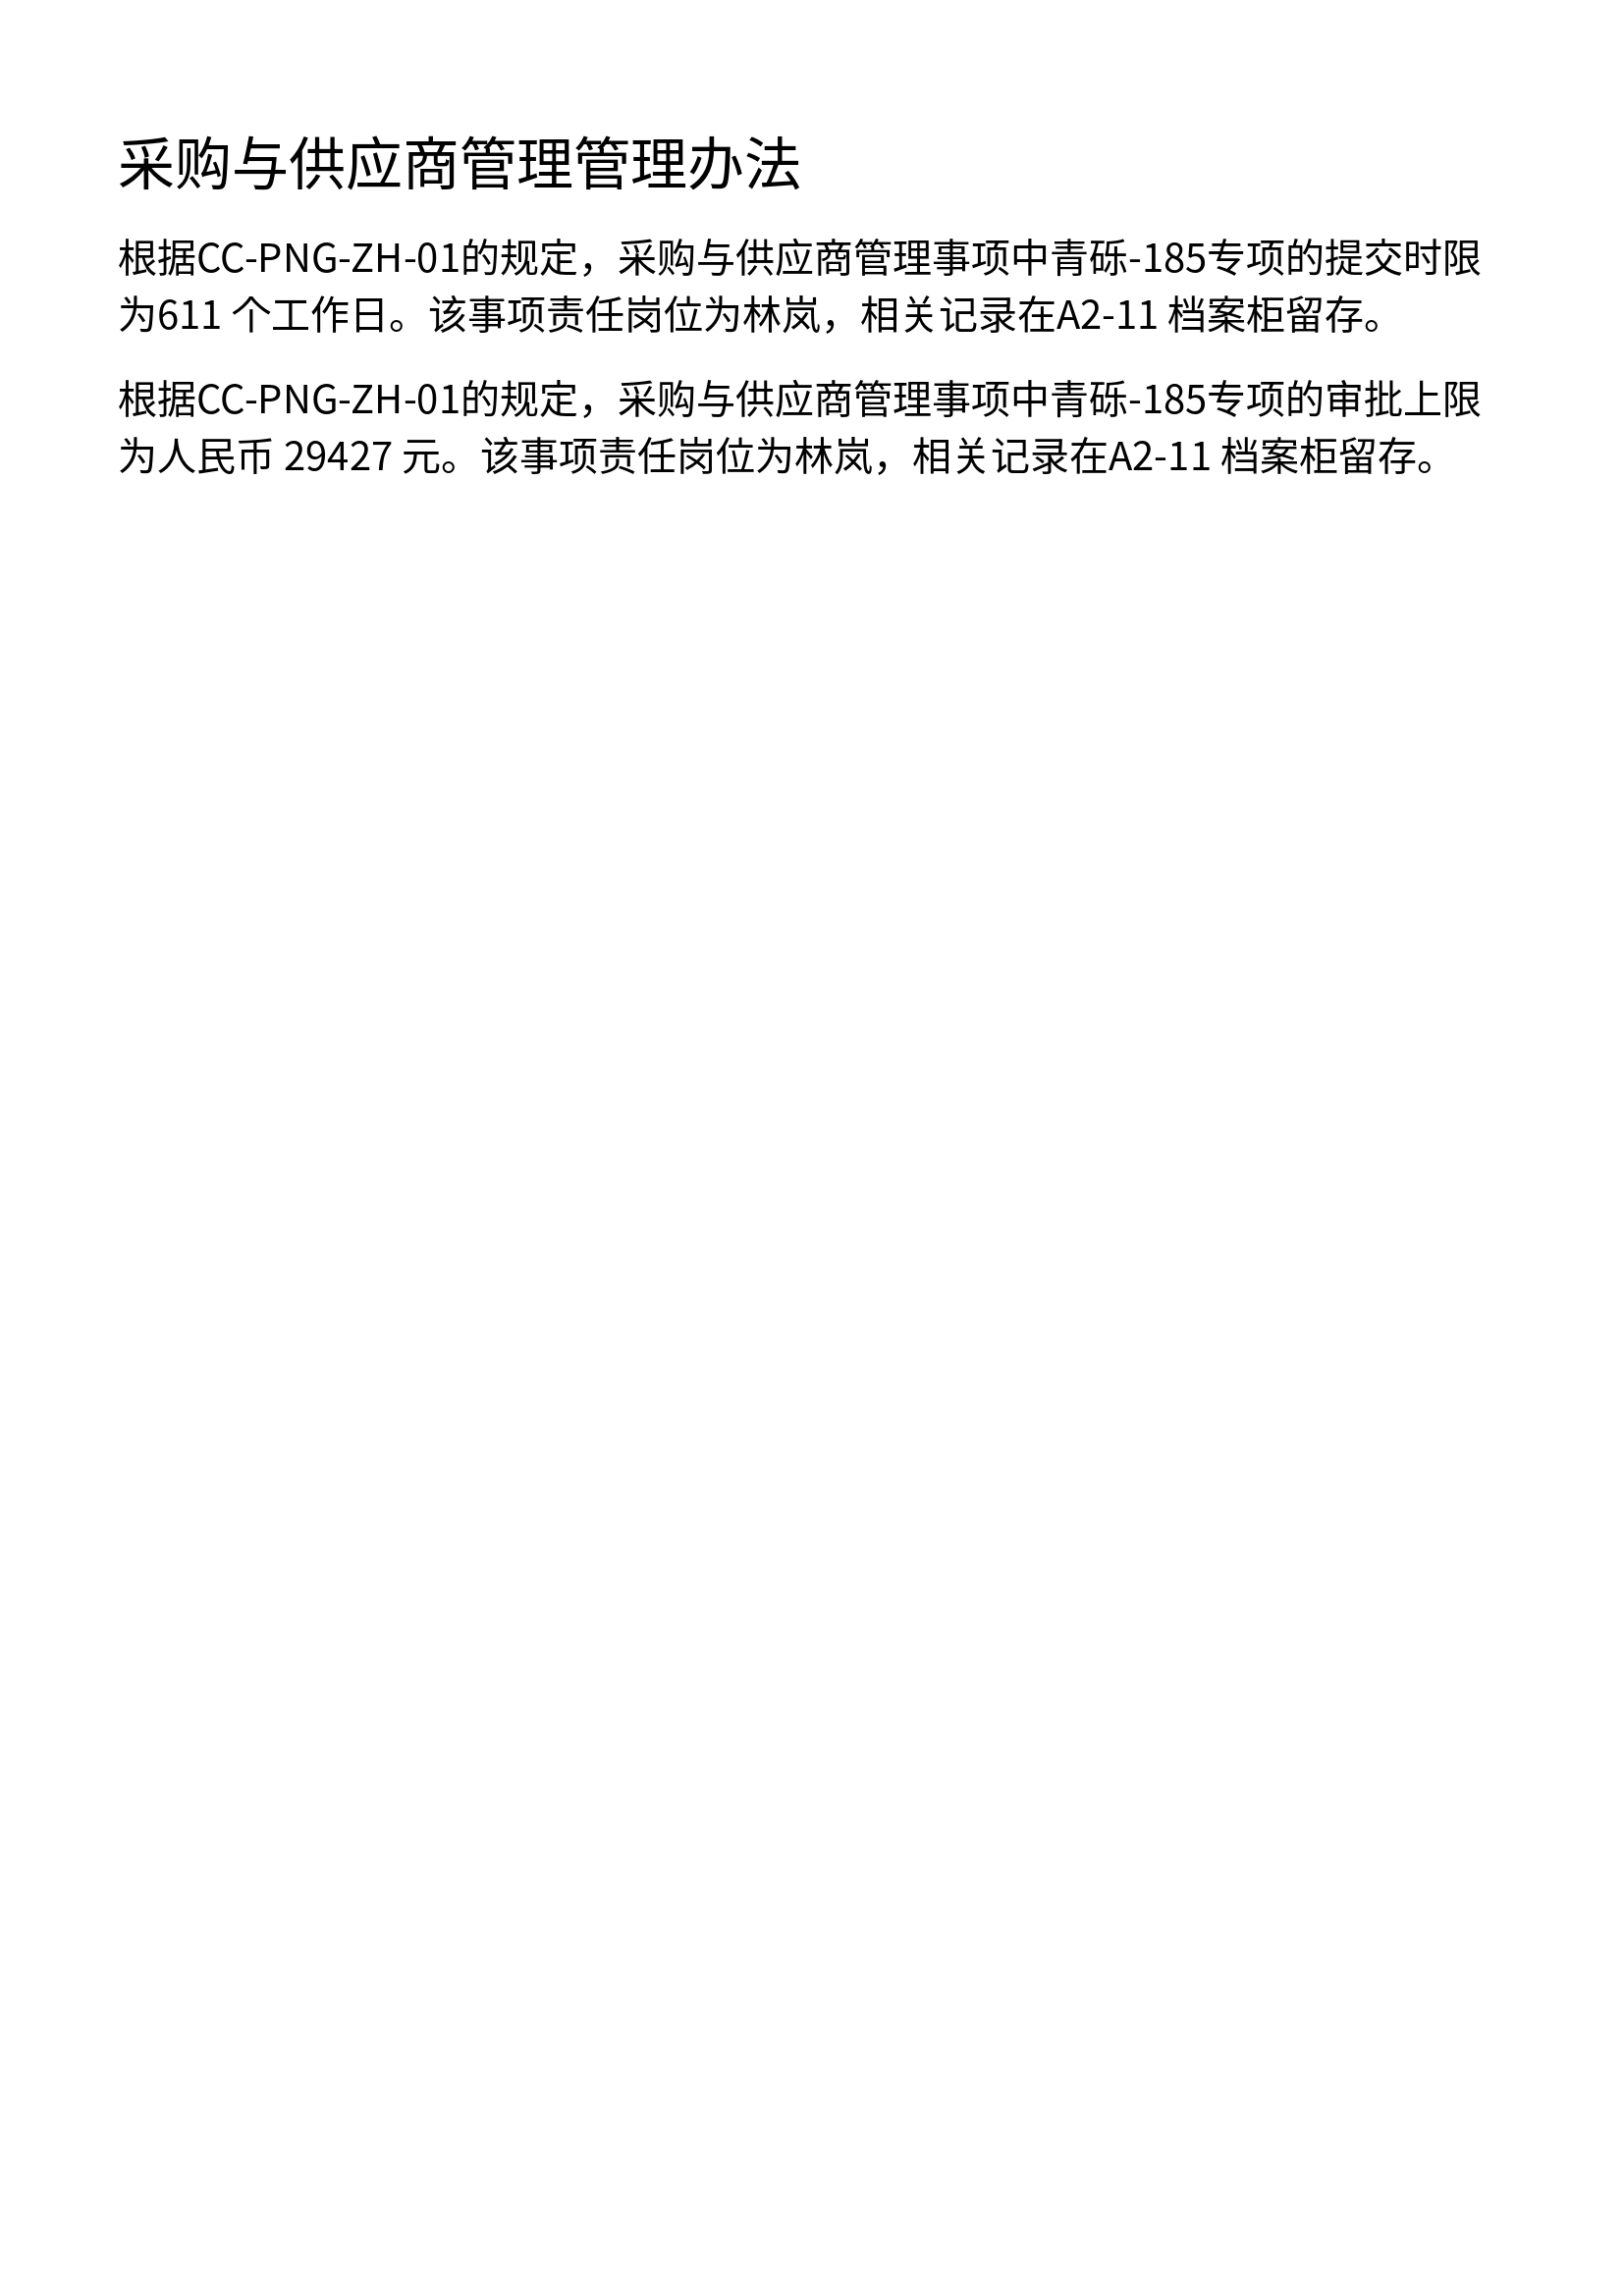 采购与供应商管理管理办法
根据CC-PNG-ZH-01的规定，采购与供应商管理事项中青砾-185专项的提交时限
为611 个工作日。该事项责任岗位为林岚，相关记录在A2-11 档案柜留存。
根据CC-PNG-ZH-01的规定，采购与供应商管理事项中青砾-185专项的审批上限
为人民币 29427 元。该事项责任岗位为林岚，相关记录在A2-11 档案柜留存。